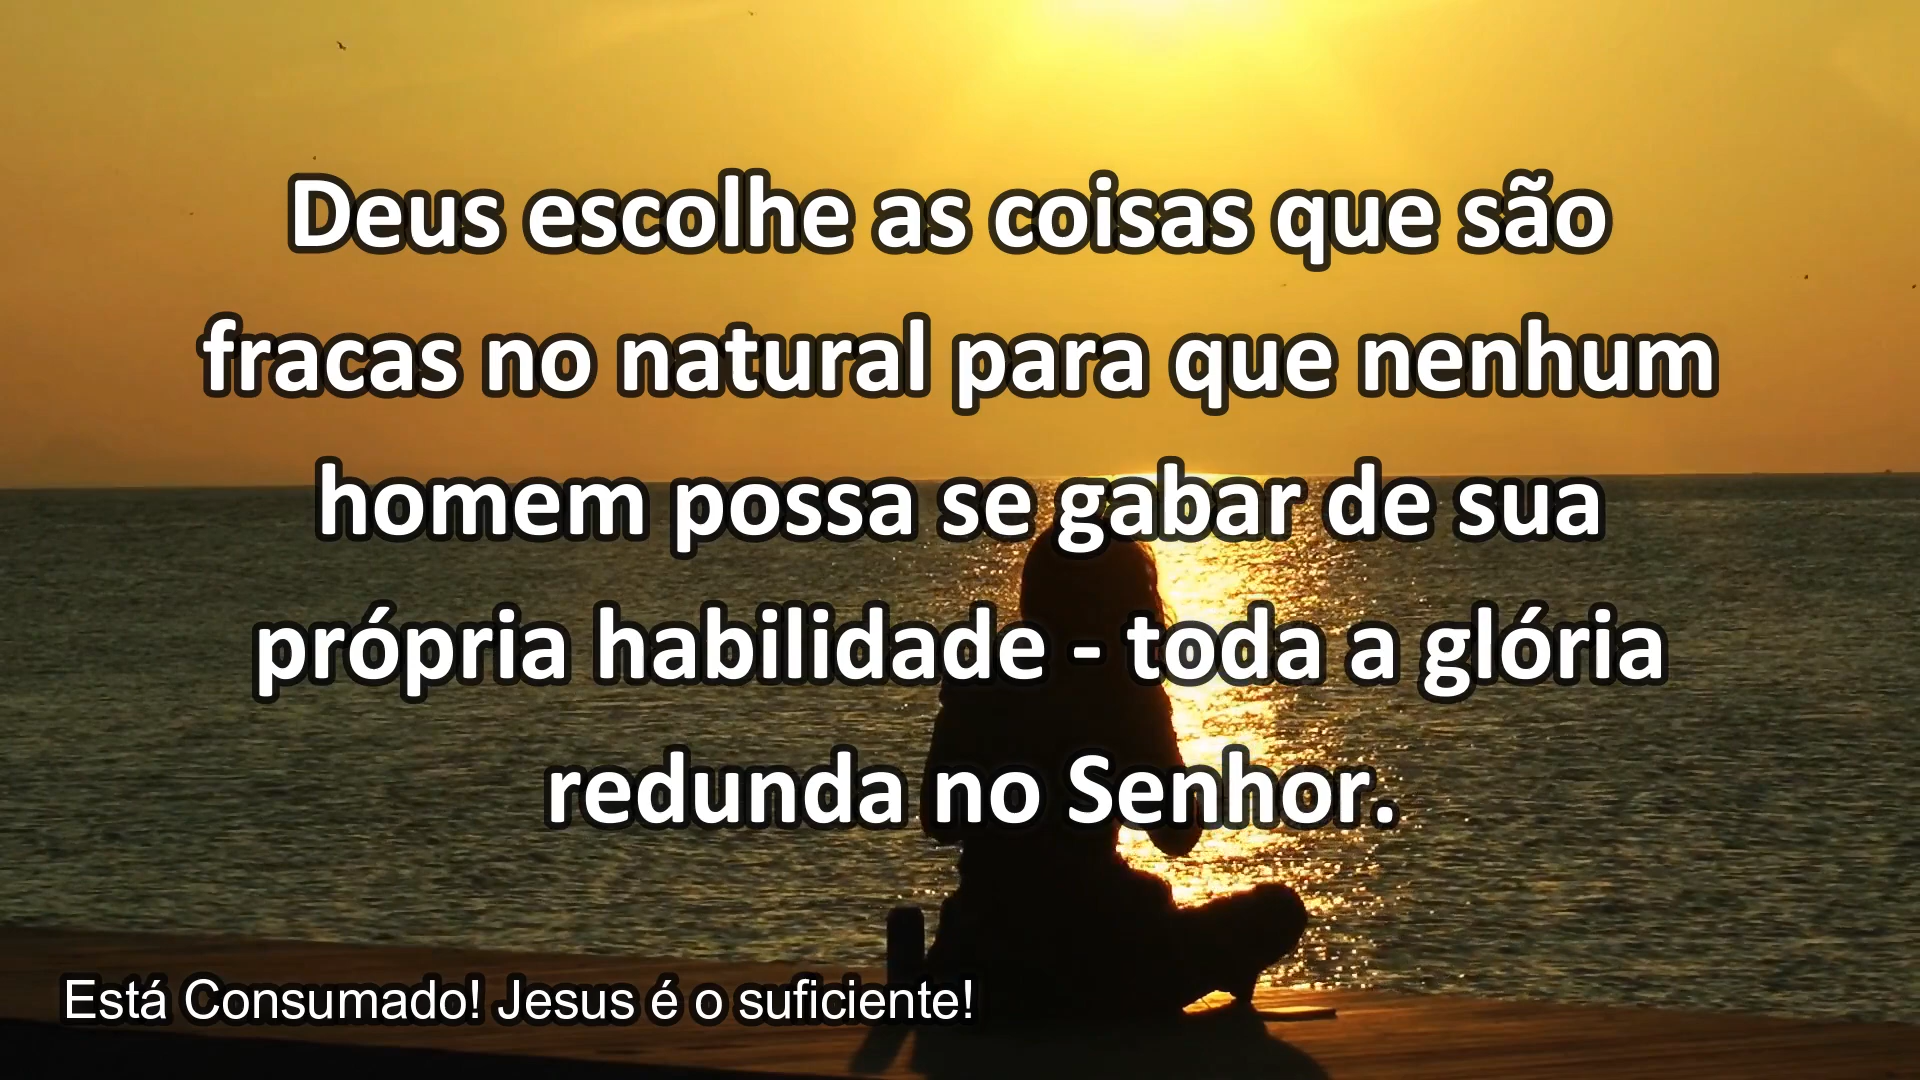 Deus escolhe as coisas que são
fracas no natural para que nenhum
homem possa se gabar de sua
própria habilidade - toda a glória
redunda no Senhor.
Está Consumado! Jesus é o suficiente!